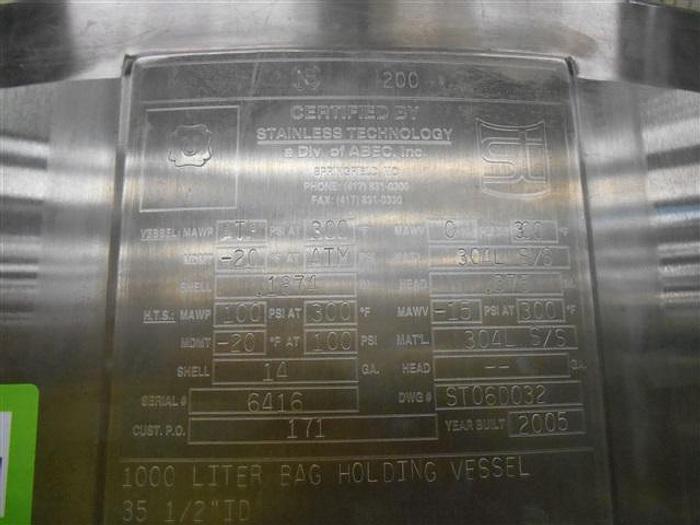 200
CERTIFIED BY
STAINLESS TECHNOLOGY
a Div. of ABEC, Inc.
SPRINGFIELD, MO
PHONE: (417) 831-0300
FAX: (417) 831-0330
VESSEL: MAWP ATM PSI AT 300 °F MAWV 0 PSI AT 300 °F
MDMT -20 °F AT ATM PSI MAT'L 304L S/S
SHELL .1874 HEAD .375
H.T.S.: MAWP 100 PSI AT 300 °F MAWV -15 PSI AT 300 °F
MDMT -20 °F AT 100 PSI MAT'L 304L S/S
SHELL 14 GA. HEAD -- GA.
SERIAL # 6416 DWG # ST06D032
CUST. P.O. 171 YEAR BUILT 2005
1000 LITER BAG HOLDING VESSEL
35 1/2"ID